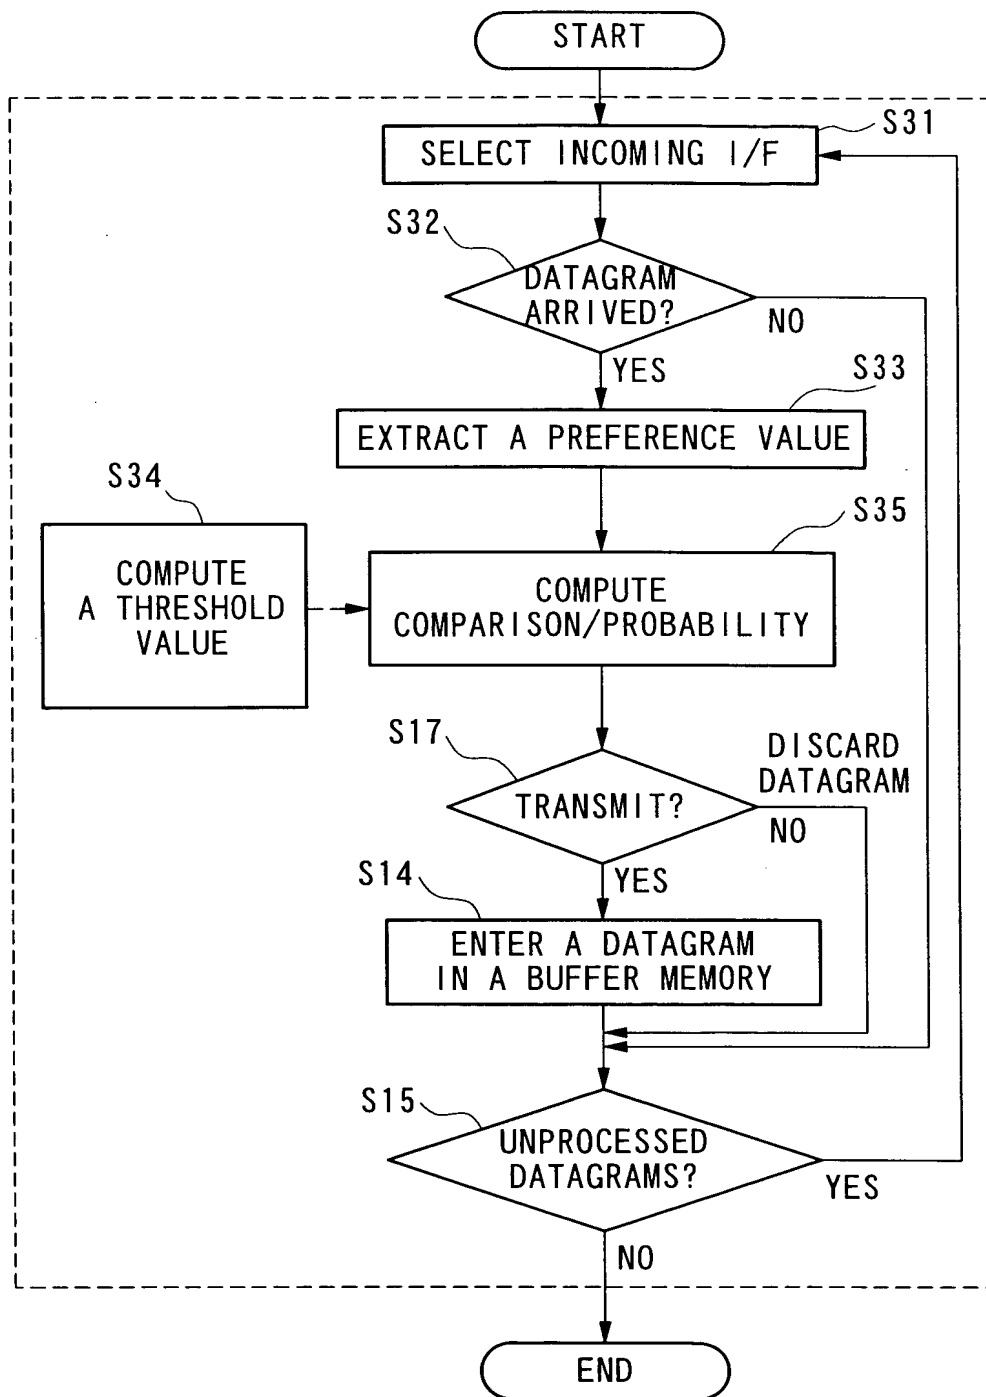 START
S31
SELECT INCOMING I/F
S32
DATAGRAM
ARRIVED?
NO
YES
S33
EXTRACT A PREFERENCE VALUE
S34
COMPUTE
A THRESHOLD
VALUE
S35
COMPUTE
COMPARISON/PROBABILITY
S17
TRANSMIT?
DISCARD
DATAGRAM
NO
YES
S14
ENTER A DATAGRAM
IN A BUFFER MEMORY
S15
UNPROCESSED
DATAGRAMS?
YES
NO
END